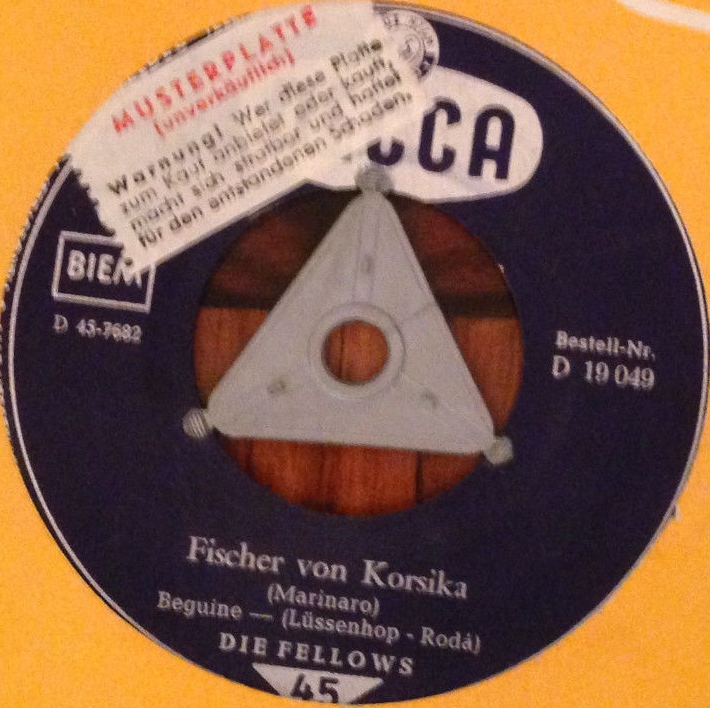 MUSTERPLATTE
(unverkäuflich)
Warnung! Wer diese Platte
zum Kauf anbietet oder kauft,
macht sich strafbar und haftet
für den entstandenen Schaden.
CCA
BIEM
D 45-7682
Bestell-Nr.
D 19 049
Fischer von Korsika
(Marinaro)
Beguine — (Lüssenhop - Rodá)
DIE FELLOWS
45